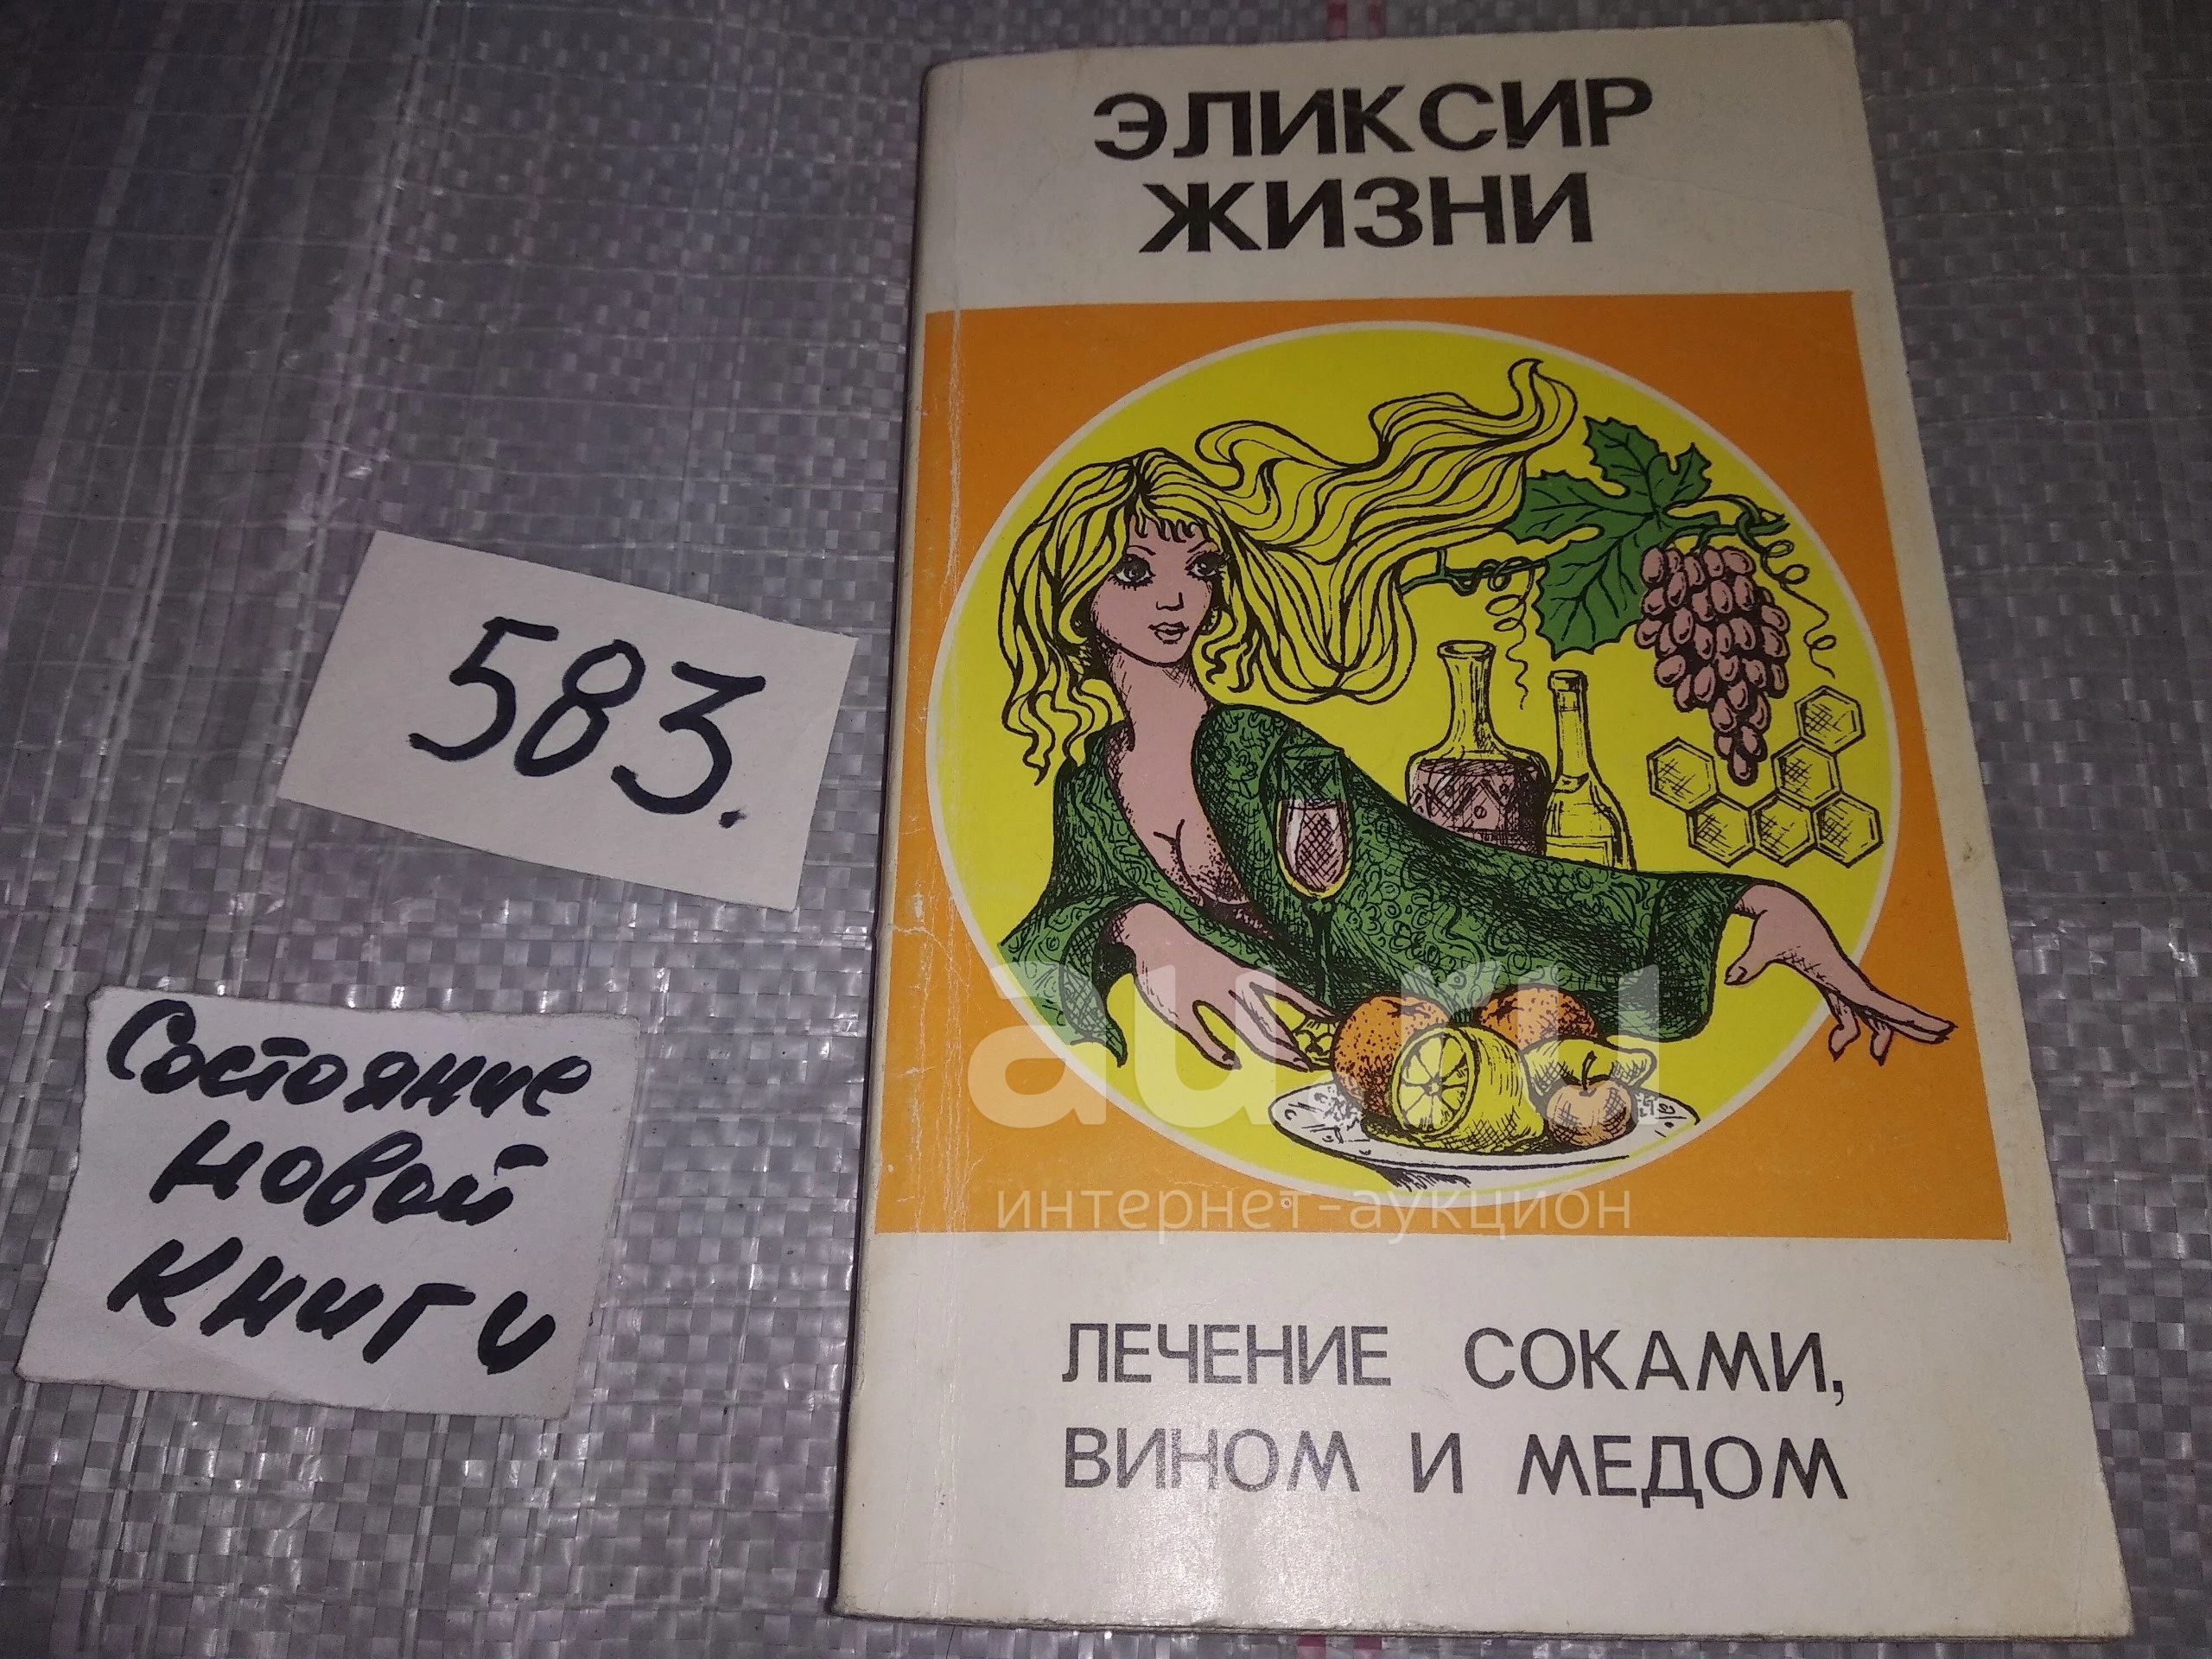 ЭЛИКСИР
ЖИЗНИ
583.
Состояние
новой
книги
au.ru
интернет-аукцион
ЛЕЧЕНИЕ СОКАМИ,
ВИНОМ И МЕДОМ